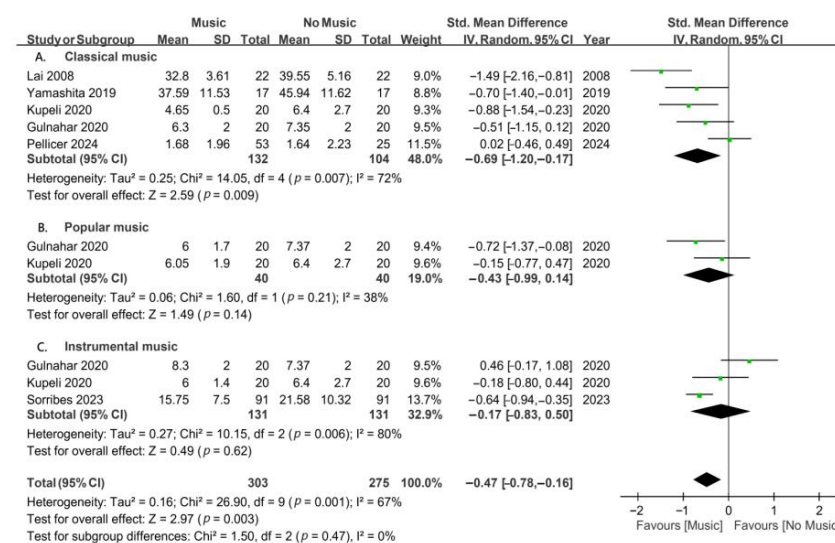 Music No Music Std. Mean Difference Std. Mean Difference
Study or Subgroup Mean SD Total Mean SD Total Weight IV, Random, 95% CI Year IV, Random, 95% CI
A. Classical music
Lai 2008 32.8 3.61 22 39.55 5.16 22 9.0% −1.49 [−2.16,−0.81] 2008
Yamashita 2019 37.59 11.53 17 45.94 11.62 17 8.8% −0.70 [−1.40,−0.01] 2019
Kupeli 2020 4.65 0.5 20 6.4 2.7 20 9.2% −0.88 [−1.54,−0.23] 2020
Gulnahar 2020 6.3 2 20 7.35 2 20 9.5% −0.51 [−1.15, 0.12] 2020
Pellicer 2024 1.68 1.96 53 1.64 2.23 25 11.5% 0.02 [−0.46, 0.49] 2024
Subtotal (95% CI) 132 104 48.0% −0.69 [−1.20,−0.17]
Heterogeneity: Tau² = 0.25; Chi² = 14.05, df = 4 (p = 0.007); I² = 72%
Test for overall effect: Z = 2.59 (p = 0.009)
B. Popular music
Gulnahar 2020 6 1.7 20 7.37 2 20 9.4% −0.72 [−1.37,−0.08] 2020
Kupeli 2020 6.05 1.9 20 6.4 2.7 20 9.6% −0.15 [−0.77, 0.47] 2020
Subtotal (95% CI) 40 40 19.0% −0.43 [−0.99, 0.14]
Heterogeneity: Tau² = 0.06; Chi² = 1.60, df = 1 (p = 0.21); I² = 38%
Test for overall effect: Z = 1.49 (p = 0.14)
C. Instrumental music
Gulnahar 2020 8.3 2 20 7.37 2 20 9.5% 0.46 [−0.17, 1.08] 2020
Kupeli 2020 6 1.4 20 6.4 2.7 20 9.6% −0.18 [−0.80, 0.44] 2020
Sorribes 2023 15.75 7.5 91 21.58 10.32 91 13.7% −0.64 [−0.94,−0.35] 2023
Subtotal (95% CI) 131 131 32.9% −0.17 [−0.83, 0.50]
Heterogeneity: Tau² = 0.27; Chi² = 10.15, df = 2 (p = 0.006); I² = 80%
Test for overall effect: Z = 0.49 (p = 0.62)
Total (95% CI) 303 275 100.0% −0.47 [−0.78,−0.16]
Heterogeneity: Tau² = 0.16; Chi² = 26.90, df = 9 (p = 0.001); I² = 67%
Test for overall effect: Z = 2.97 (p = 0.003)
Test for subgroup differences: Chi² = 1.50, df = 2 (p = 0.47), I² = 0%
−2 −1 0 1 2
Favours [Music] Favours [No Music